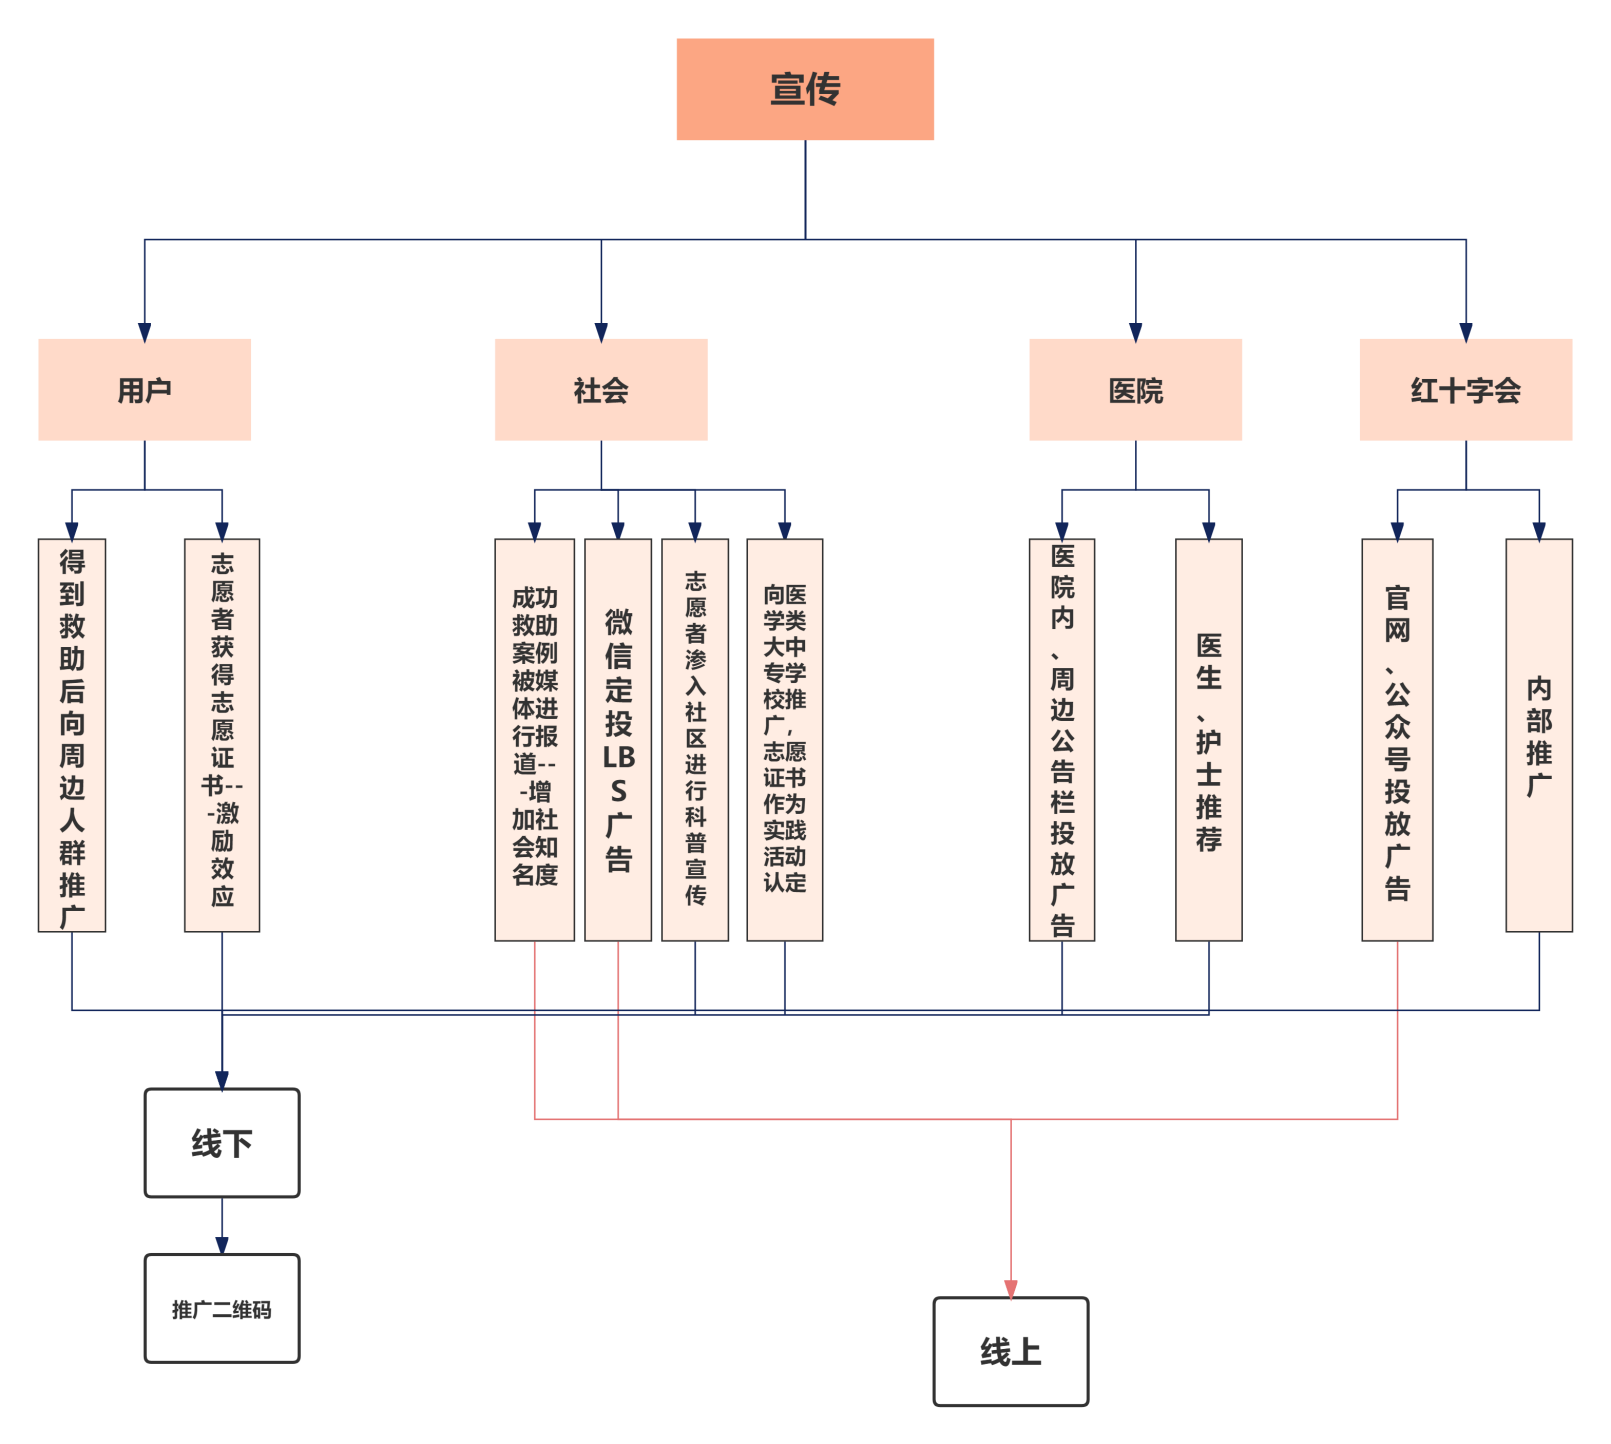 宣传
用户
社会
医院
红十字会
得
到
救
助
后
向
周
边
人
群
推
广
志
愿
者
获
得
志
愿
证
书--
-激
励
效
应
成功
救助
案例
被媒
体进
行报
道--
-增
加社
会知
名度
微
信
定
投
LB
S
广
告
志
愿
者
渗
入
社
区
进
行
科
普
宣
传
向医
学类
大中
专学
校推
广，
志愿
证书
作为
实践
活动
认定
医
院
内
、
周
边
公
告
栏
投
放
广
告
医
生
、
护
士
推
荐
官
网
、
公
众
号
投
放
广
告
内
部
推
广
线下
推广二维码
线上